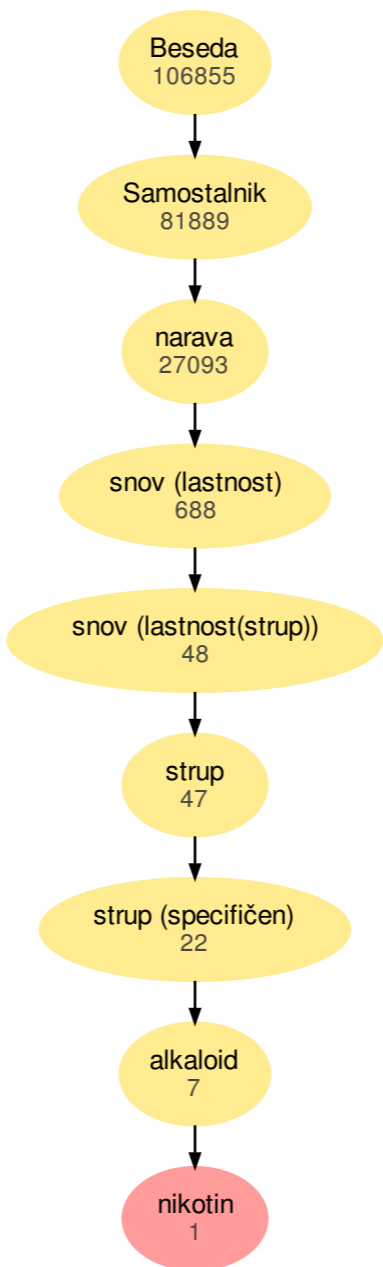 Beseda
106855
Samostalnik
81889
narava
27093
snov (lastnost)
688
snov (lastnost(strup))
48
strup
47
strup (specifičen)
22
alkaloid
7
nikotin
1